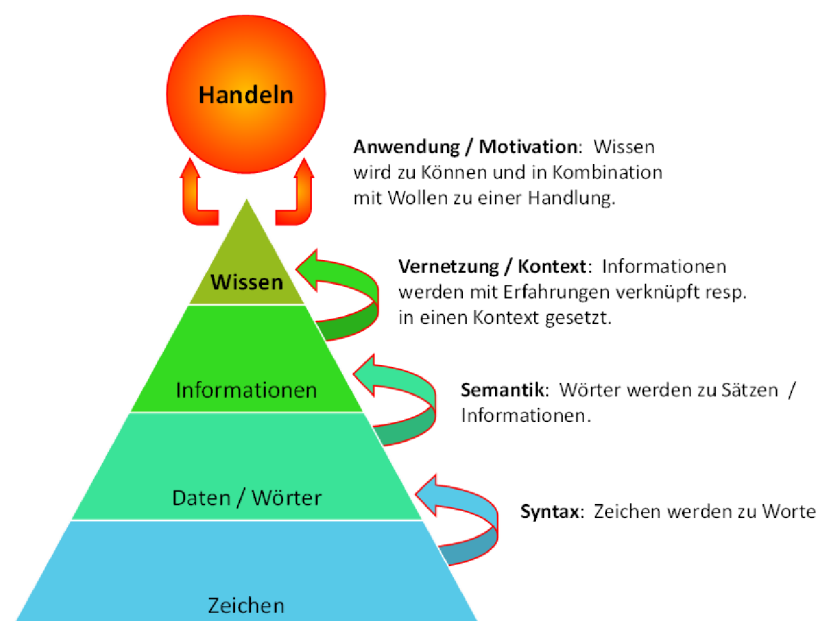 Handeln
Anwendung / Motivation: Wissen
wird zu Können und in Kombination
mit Wollen zu einer Handlung.
Wissen
Vernetzung / Kontext: Informationen
werden mit Erfahrungen verknüpft resp.
in einen Kontext gesetzt.
Informationen
Semantik: Wörter werden zu Sätzen /
Informationen.
Daten / Wörter
Syntax: Zeichen werden zu Worte
Zeichen